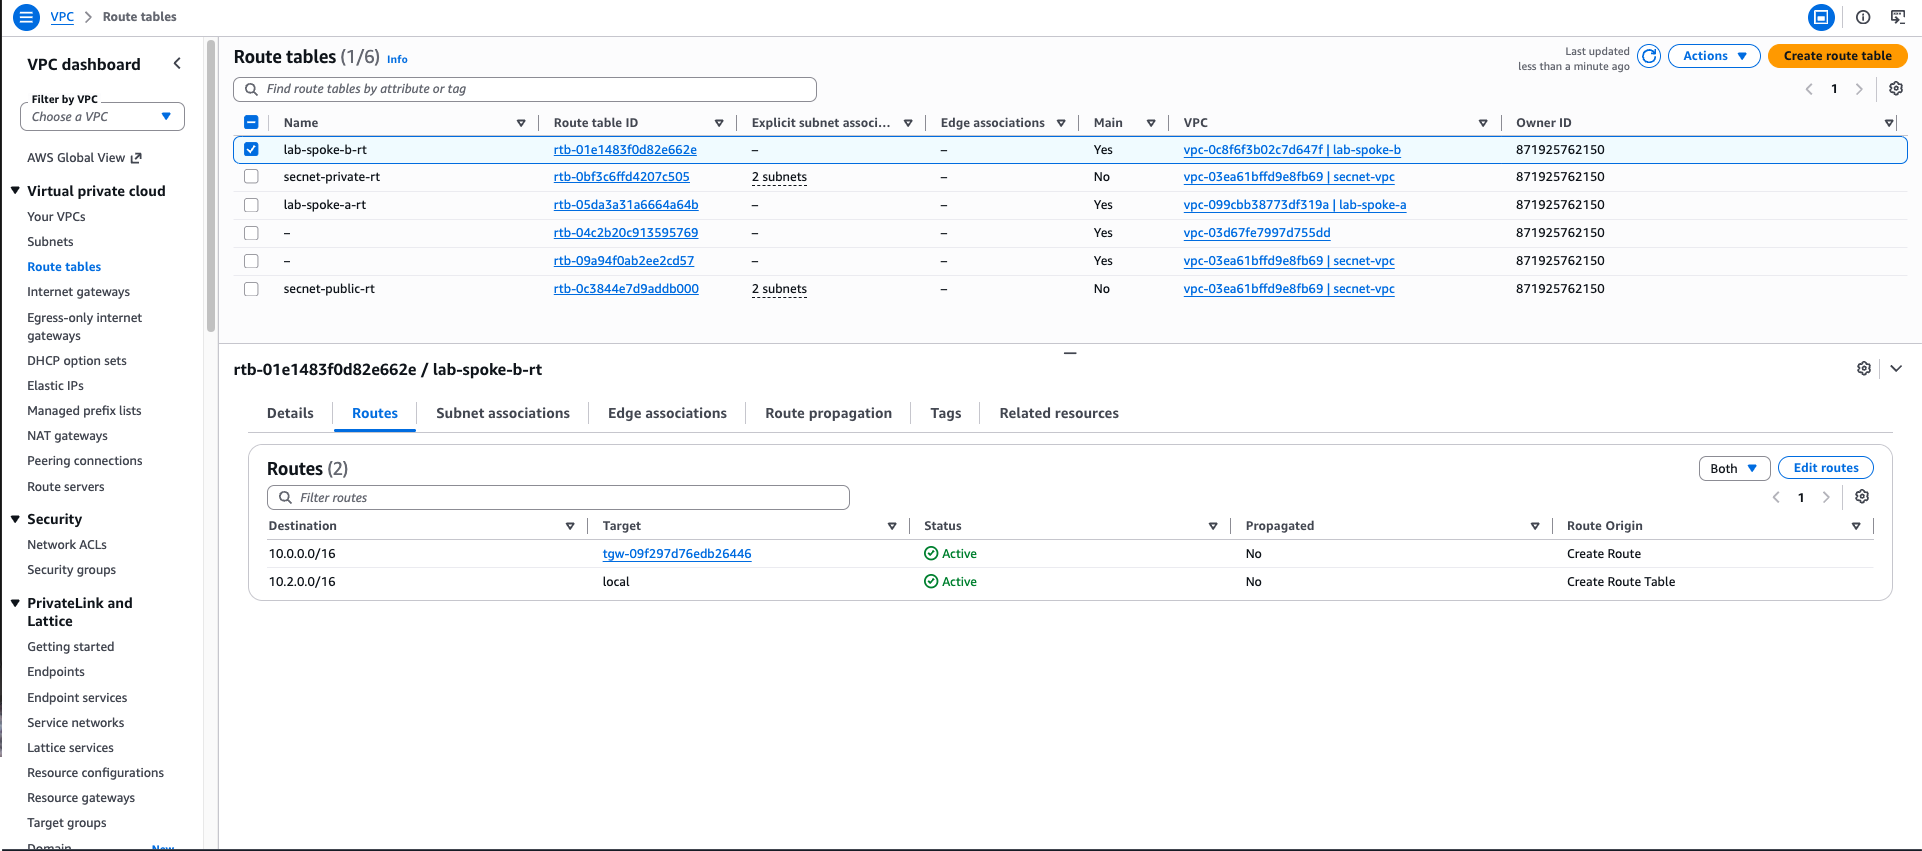 VPC > Route tables
VPC dashboard
Filter by VPC
Choose a VPC
AWS Global View
Virtual private cloud
Your VPCs
Subnets
Route tables
Internet gateways
Egress-only internet
gateways
DHCP option sets
Elastic IPs
Managed prefix lists
NAT gateways
Peering connections
Route servers
Security
Network ACLs
Security groups
PrivateLink and
Lattice
Getting started
Endpoints
Endpoint services
Service networks
Lattice services
Resource configurations
Resource gateways
Target groups
Domain New
Route tables (1/6) Info
Last updated
less than a minute ago
Actions
Create route table
Find route tables by attribute or tag
1
Name Route table ID Explicit subnet associ... Edge associations Main VPC Owner ID
lab-spoke-b-rt rtb-01e1483f0d82e662e – – Yes vpc-0c8f6f3b02c7d647f | lab-spoke-b 871925762150
secnet-private-rt rtb-0bf3c6ffd4207c505 2 subnets – No vpc-03ea61bffd9e8fb69 | secnet-vpc 871925762150
lab-spoke-a-rt rtb-05da3a31a6664a64b – – Yes vpc-099cbb38773df319a | lab-spoke-a 871925762150
– rtb-04c2b20c913595769 – – Yes vpc-03d67fe7997d755dd 871925762150
– rtb-09a94f0ab2ee2cd57 – – Yes vpc-03ea61bffd9e8fb69 | secnet-vpc 871925762150
secnet-public-rt rtb-0c3844e7d9addb000 2 subnets – No vpc-03ea61bffd9e8fb69 | secnet-vpc 871925762150
rtb-01e1483f0d82e662e / lab-spoke-b-rt
Details Routes Subnet associations Edge associations Route propagation Tags Related resources
Routes (2)
Both
Edit routes
Filter routes
1
Destination Target Status Propagated Route Origin
10.0.0.0/16 tgw-09f297d76edb26446 Active No Create Route
10.2.0.0/16 local Active No Create Route Table